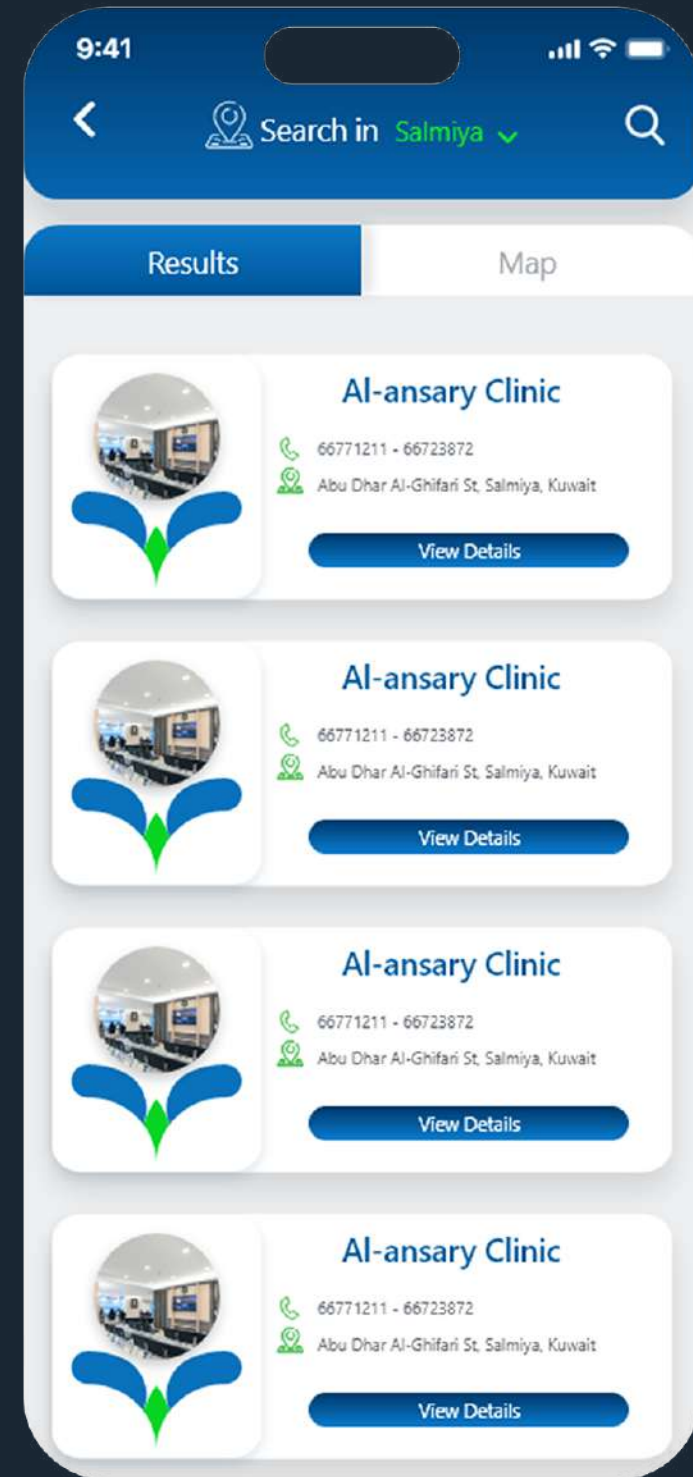 9:41
Search in Salmiya
Results Map
Al-ansary Clinic
66771211 - 66723872
Abu Dhar Al-Ghifari St, Salmiya, Kuwait
View Details
Al-ansary Clinic
66771211 - 66723872
Abu Dhar Al-Ghifari St, Salmiya, Kuwait
View Details
Al-ansary Clinic
66771211 - 66723872
Abu Dhar Al-Ghifari St, Salmiya, Kuwait
View Details
Al-ansary Clinic
66771211 - 66723872
Abu Dhar Al-Ghifari St, Salmiya, Kuwait
View Details